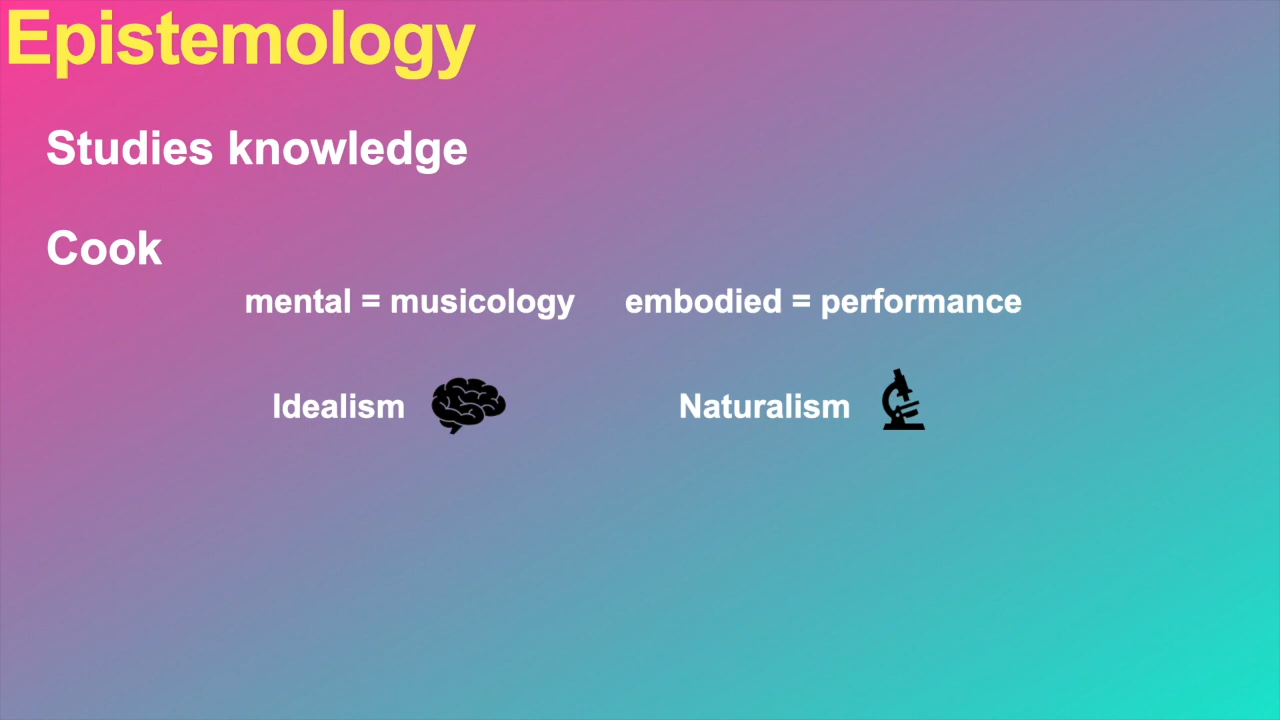 Epistemology
Studies knowledge
Cook
mental = musicology embodied = performance
Idealism Naturalism